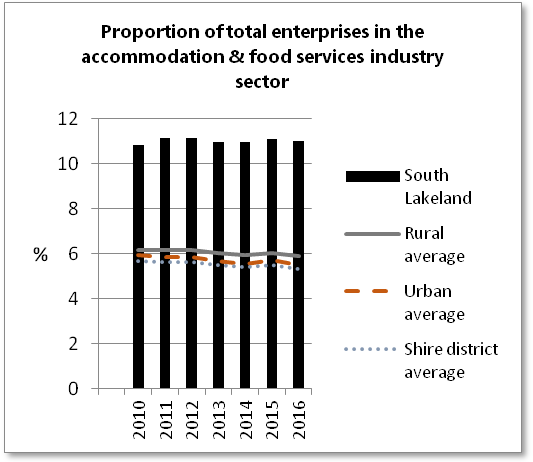 Proportion of total enterprises in the
accommodation & food services industry
sector
12
10
8
6
4
2
0
%
2010
2011
2012
2013
2014
2015
2016
South
Lakeland
Rural
average
Urban
average
Shire district
average